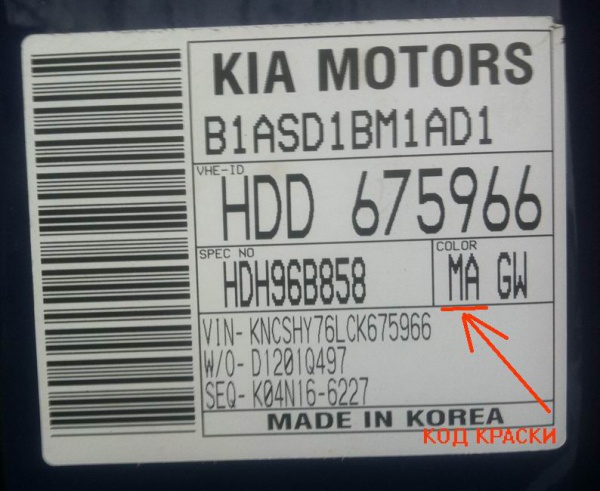 KIA MOTORS
B1ASD1BM1AD1
VHE-ID
HDD 675966
SPEC NO
HDH96B858
COLOR
MA GW
VIN- KNCSHY76LCK675966
W/O- D1201Q497
SEQ- K04N16-6227
MADE IN KOREA
КОД КРАСКИ